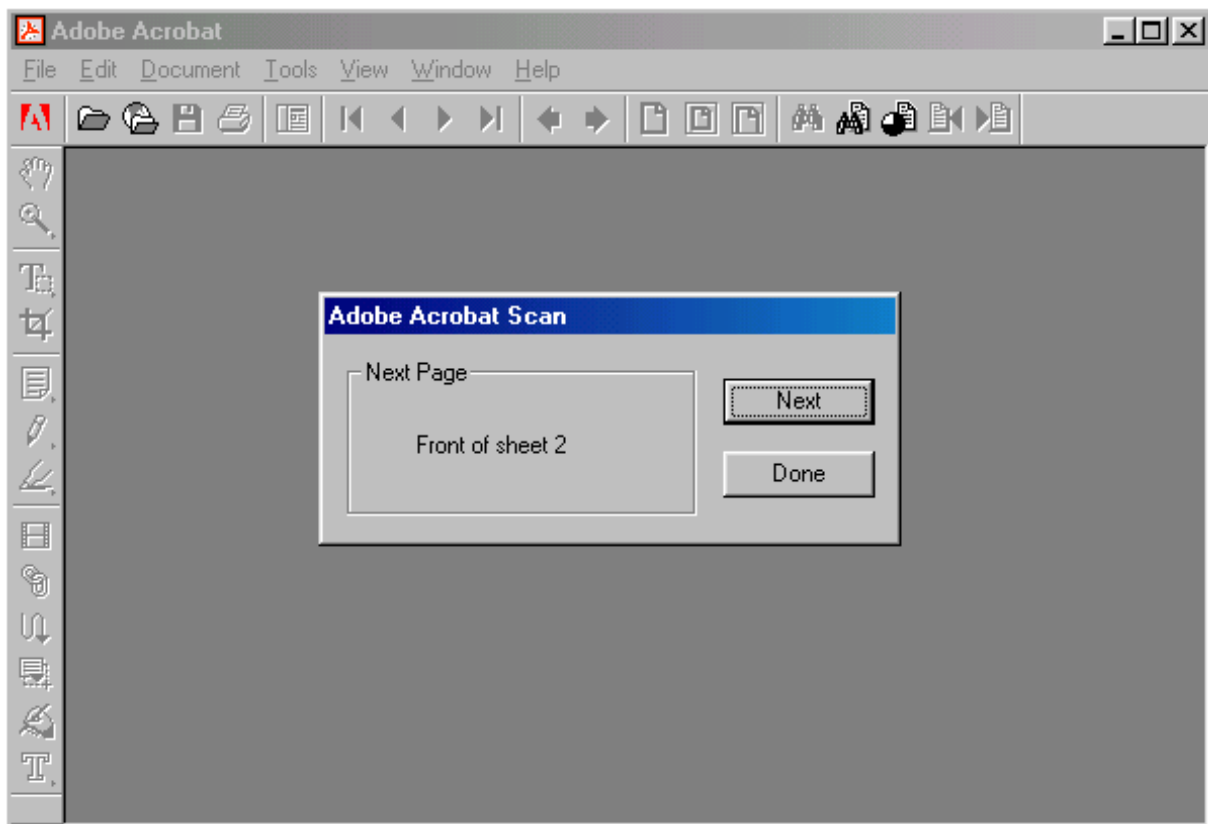 Adobe Acrobat
File Edit Document Tools View Window Help
Adobe Acrobat Scan
Next Page
Front of sheet 2
Next
Done